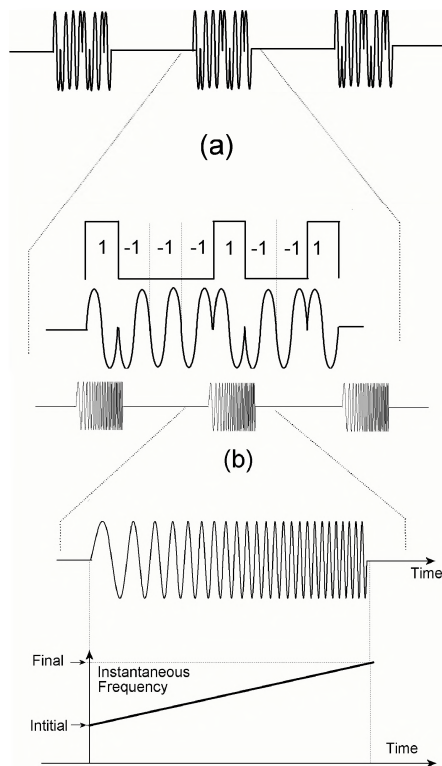 (a)
1 -1 -1 -1 1 -1 -1 1
(b)
Time
Final
Instantaneous
Frequency
Intitial
Time